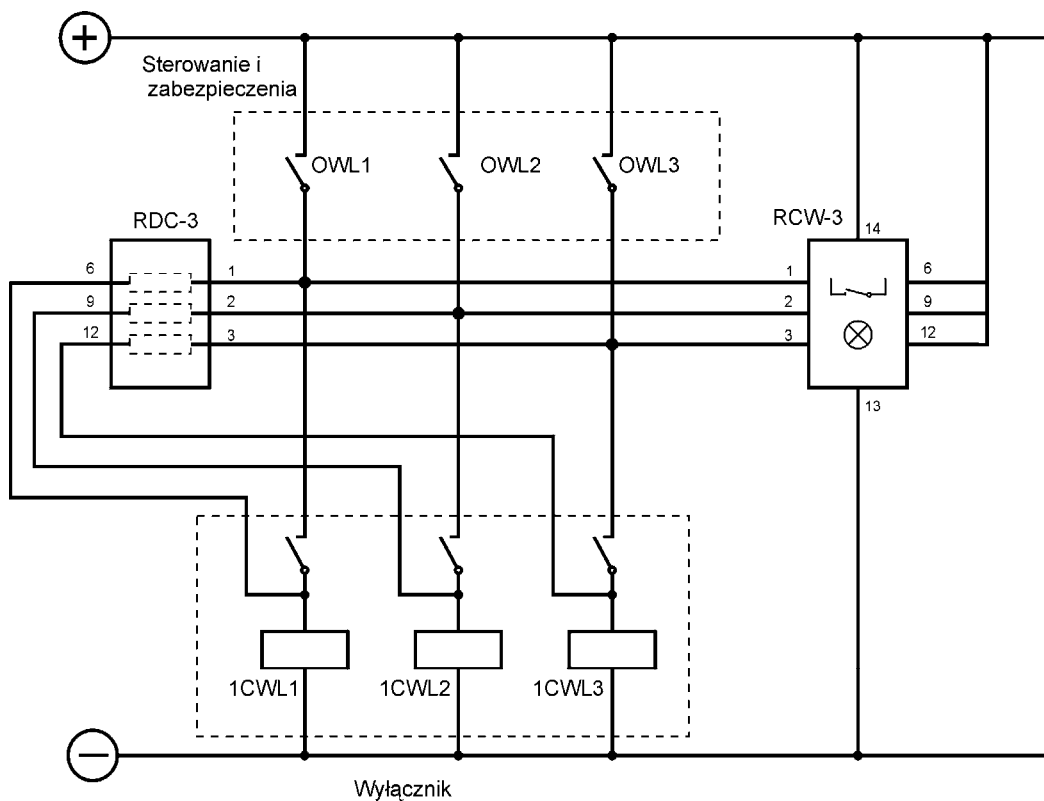 +
Sterowanie i
zabezpieczenia
OWL1 OWL2 OWL3
RDC-3 RCW-3
14
6 1 1 6
9 2 2 9
12 3 3 12
13
1CWL1 1CWL2 1CWL3
−
Wyłącznik